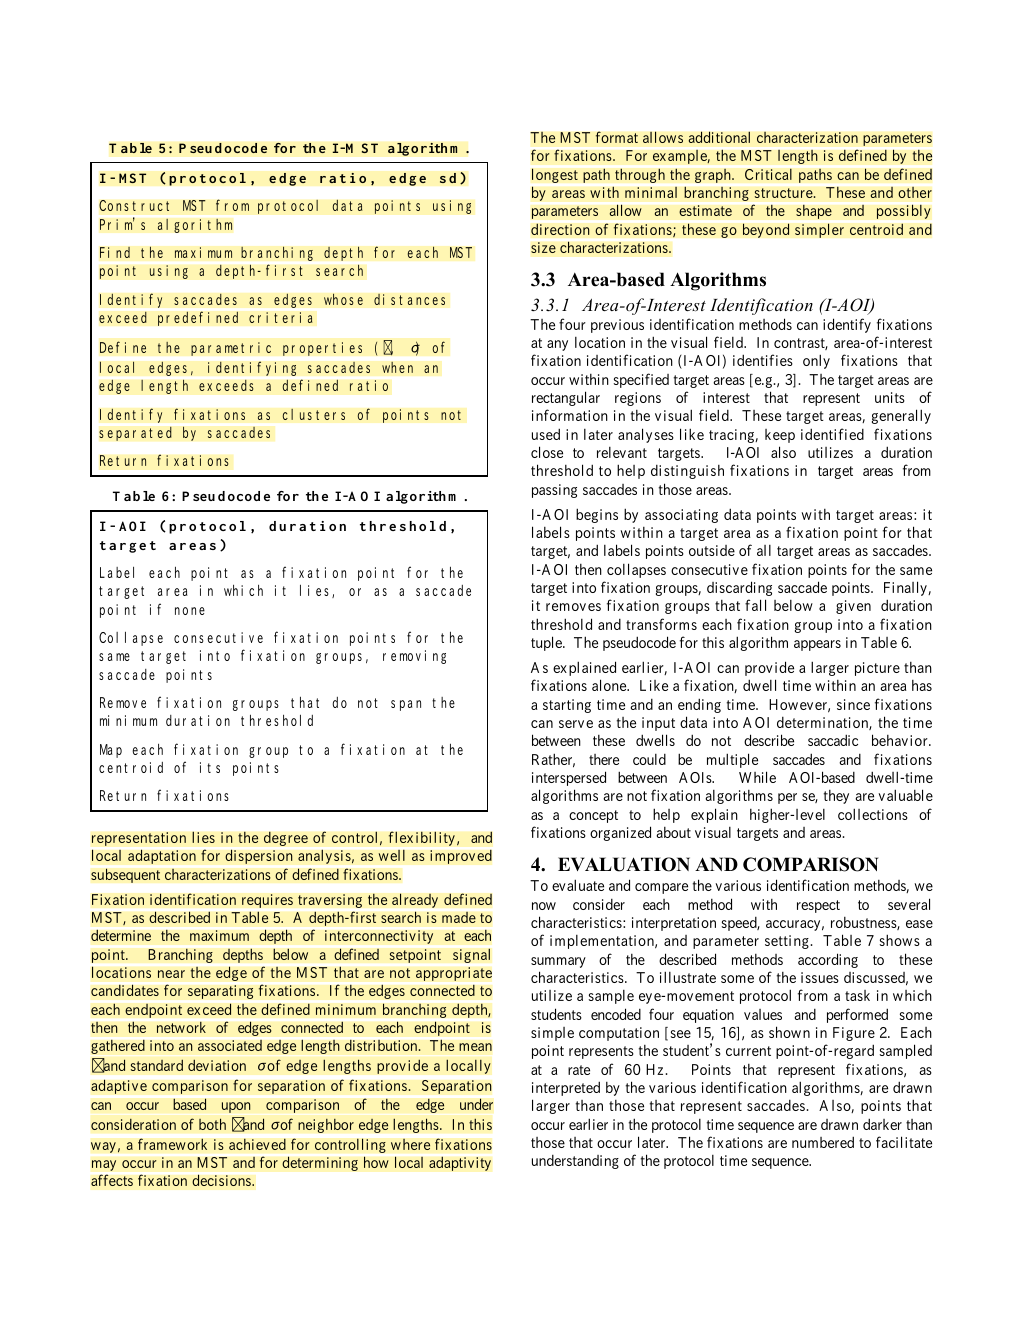 Table 5: Pseudocode for the I-MST algorithm.
I-MST (protocol, edge ratio, edge sd)
Construct MST from protocol data points using
Prim's algorithm
Find the maximum branching depth for each MST
point using a depth-first search
Identify saccades as edges whose distances
exceed predefined criteria
Define the parametric properties ( , σ) of
local edges, identifying saccades when an
edge length exceeds a defined ratio
Identify fixations as clusters of points not
separated by saccades
Return fixations
Table 6: Pseudocode for the I-AOI algorithm.
I-AOI (protocol, duration threshold,
target areas)
Label each point as a fixation point for the
target area in which it lies, or as a saccade
point if none
Collapse consecutive fixation points for the
same target into fixation groups, removing
saccade points
Remove fixation groups that do not span the
minimum duration threshold
Map each fixation group to a fixation at the
centroid of its points
Return fixations
representation lies in the degree of control, flexibility, and
local adaptation for dispersion analysis, as well as improved
subsequent characterizations of defined fixations.
Fixation identification requires traversing the already defined
MST, as described in Table 5. A depth-first search is made to
determine the maximum depth of interconnectivity at each
point. Branching depths below a defined setpoint signal
locations near the edge of the MST that are not appropriate
candidates for separating fixations. If the edges connected to
each endpoint exceed the defined minimum branching depth,
then the network of edges connected to each endpoint is
gathered into an associated edge length distribution. The mean
and standard deviation σ of edge lengths provide a locally
adaptive comparison for separation of fixations. Separation
can occur based upon comparison of the edge under
consideration of both and σ of neighbor edge lengths. In this
way, a framework is achieved for controlling where fixations
may occur in an MST and for determining how local adaptivity
affects fixation decisions.
The MST format allows additional characterization parameters
for fixations. For example, the MST length is defined by the
longest path through the graph. Critical paths can be defined
by areas with minimal branching structure. These and other
parameters allow an estimate of the shape and possibly
direction of fixations; these go beyond simpler centroid and
size characterizations.
3.3 Area-based Algorithms
3.3.1 Area-of-Interest Identification (I-AOI)
The four previous identification methods can identify fixations
at any location in the visual field. In contrast, area-of-interest
fixation identification (I-AOI) identifies only fixations that
occur within specified target areas [e.g., 3]. The target areas are
rectangular regions of interest that represent units of
information in the visual field. These target areas, generally
used in later analyses like tracing, keep identified fixations
close to relevant targets. I-AOI also utilizes a duration
threshold to help distinguish fixations in target areas from
passing saccades in those areas.
I-AOI begins by associating data points with target areas: it
labels points within a target area as a fixation point for that
target, and labels points outside of all target areas as saccades.
I-AOI then collapses consecutive fixation points for the same
target into fixation groups, discarding saccade points. Finally,
it removes fixation groups that fall below a given duration
threshold and transforms each fixation group into a fixation
tuple. The pseudocode for this algorithm appears in Table 6.
As explained earlier, I-AOI can provide a larger picture than
fixations alone. Like a fixation, dwell time within an area has
a starting time and an ending time. However, since fixations
can serve as the input data into AOI determination, the time
between these dwells do not describe saccadic behavior.
Rather, there could be multiple saccades and fixations
interspersed between AOIs. While AOI-based dwell-time
algorithms are not fixation algorithms per se, they are valuable
as a concept to help explain higher-level collections of
fixations organized about visual targets and areas.
4. EVALUATION AND COMPARISON
To evaluate and compare the various identification methods, we
now consider each method with respect to several
characteristics: interpretation speed, accuracy, robustness, ease
of implementation, and parameter setting. Table 7 shows a
summary of the described methods according to these
characteristics. To illustrate some of the issues discussed, we
utilize a sample eye-movement protocol from a task in which
students encoded four equation values and performed some
simple computation [see 15, 16], as shown in Figure 2. Each
point represents the student's current point-of-regard sampled
at a rate of 60 Hz. Points that represent fixations, as
interpreted by the various identification algorithms, are drawn
larger than those that represent saccades. Also, points that
occur earlier in the protocol time sequence are drawn darker than
those that occur later. The fixations are numbered to facilitate
understanding of the protocol time sequence.